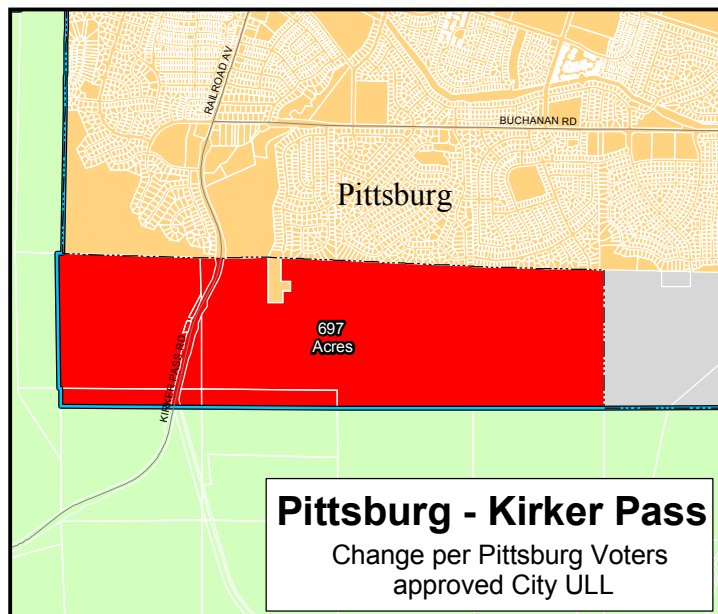 RAILROAD AV
BUCHANAN RD
Pittsburg
697
Acres
KIRKER PASS RD
Pittsburg - Kirker Pass
Change per Pittsburg Voters
approved City ULL